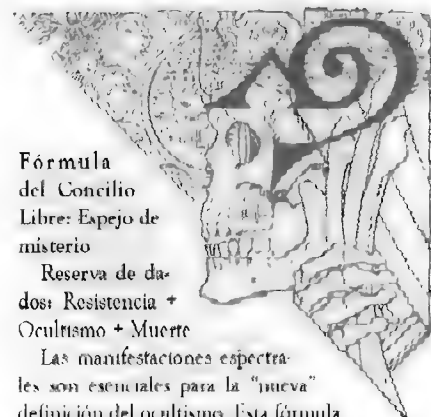 Fórmula
del Concilio
Libre: Espejo de
misterio
Reserva de da-
dos: Resistencia +
Ocultismo + Muerte
Las manifestaciones espectra-
les son esenciales para la "nueva"
definición del ocultismo. Esta fórmula